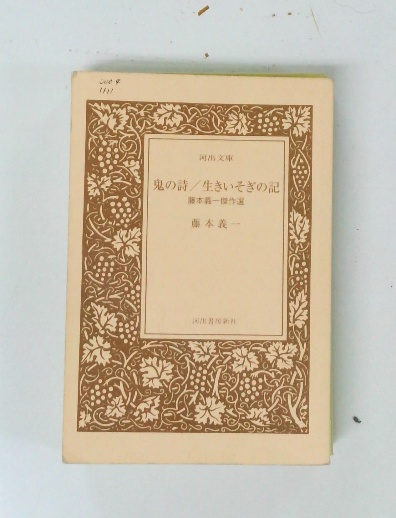 河出文庫
鬼の詩／生きいそぎの記
藤本義一傑作選
藤本義一
河出書房新社